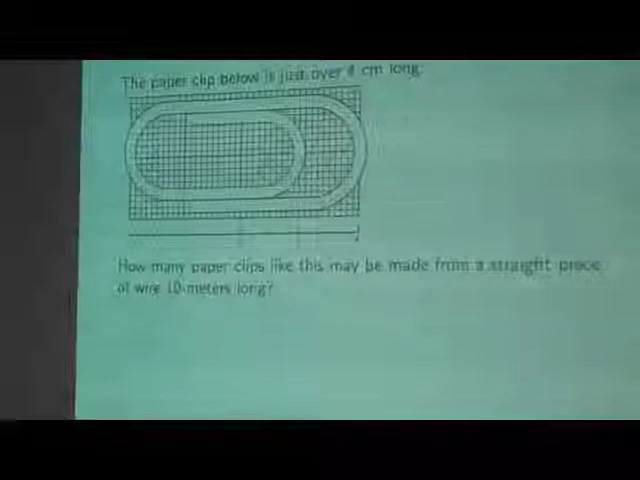 The paper clip below is just over 4 cm long.
How many paper clips like this may be made from a straight piece
of wire 10 meters long?